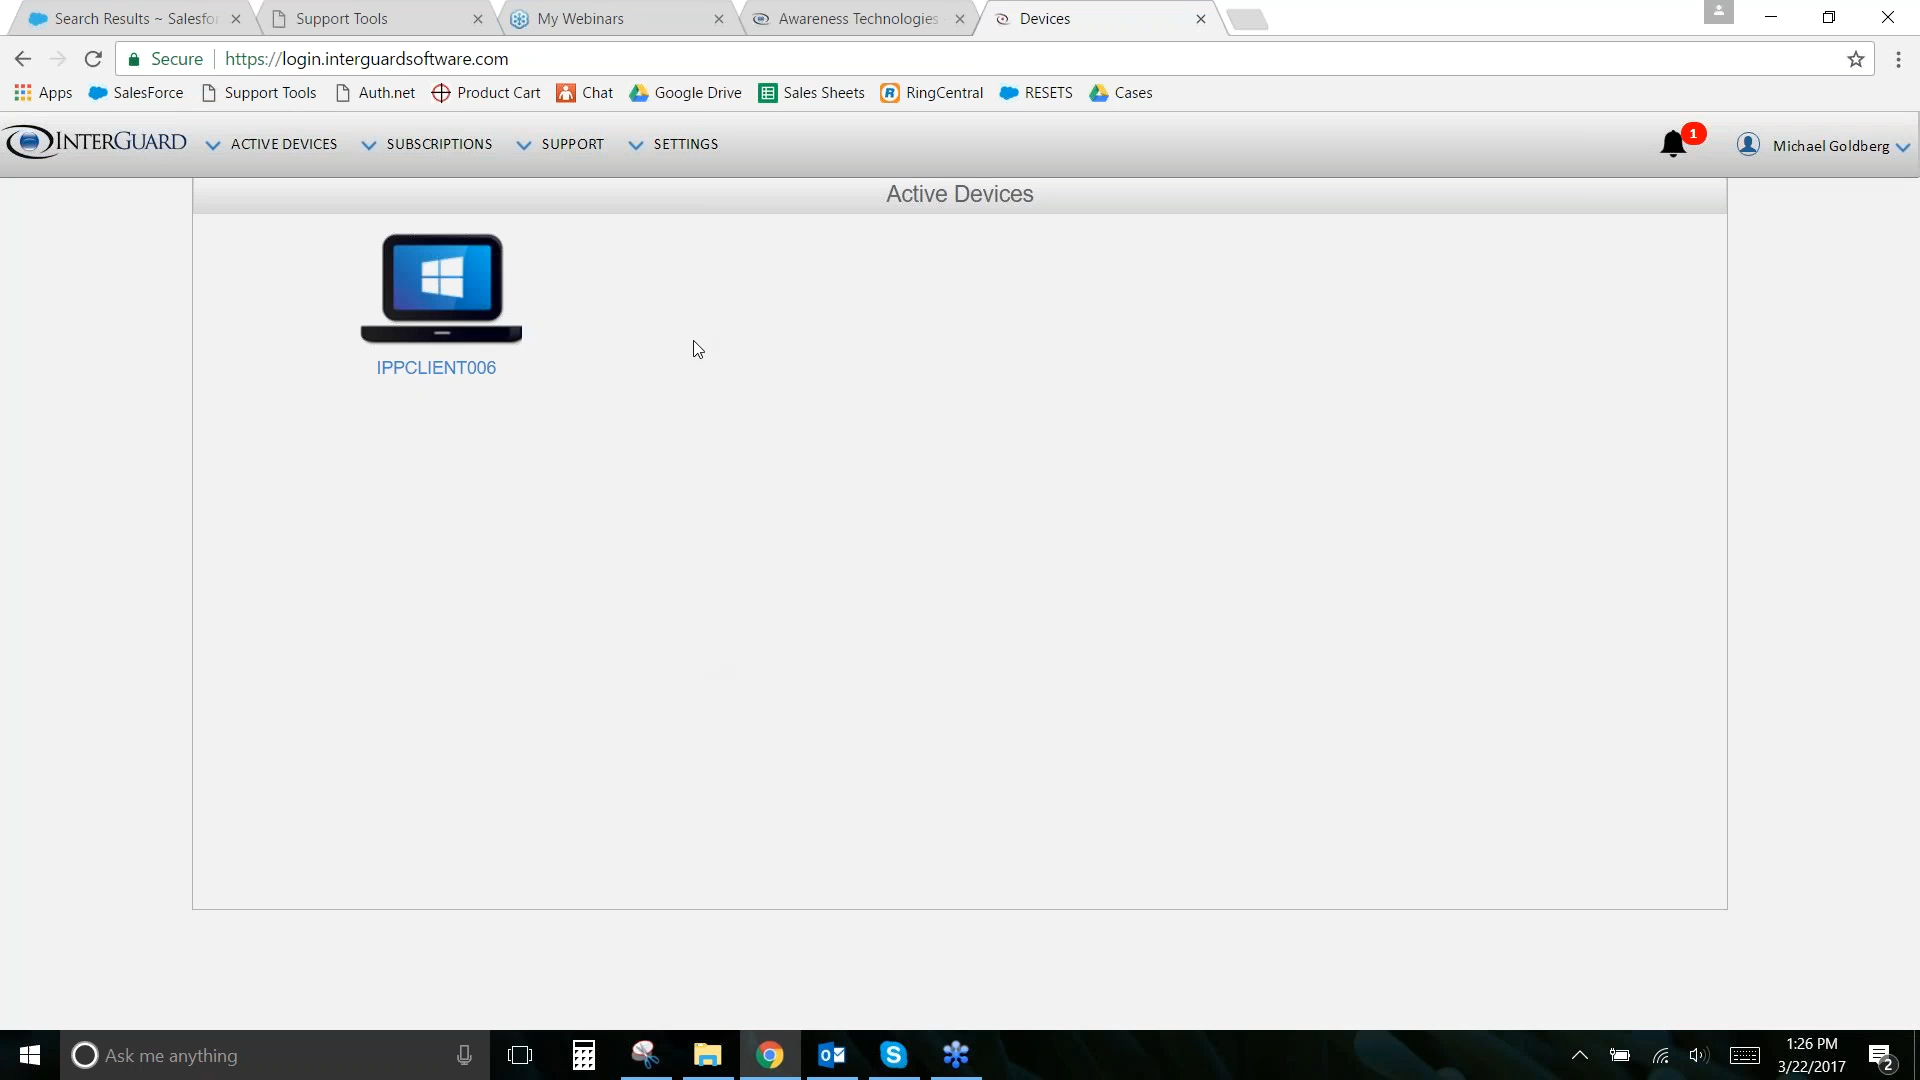 Search Results ~ Salesfo
Support Tools
My Webinars
Awareness Technologies
Devices
Secure
https://login.interguardsoftware.com
Apps
SalesForce
Support Tools
Auth.net
Product Cart
Chat
Google Drive
Sales Sheets
RingCentral
RESETS
Cases
INTERGUARD
ACTIVE DEVICES
SUBSCRIPTIONS
SUPPORT
SETTINGS
1
Michael Goldberg
Active Devices
IPPCLIENT006
Ask me anything
1:26 PM
3/22/2017
2